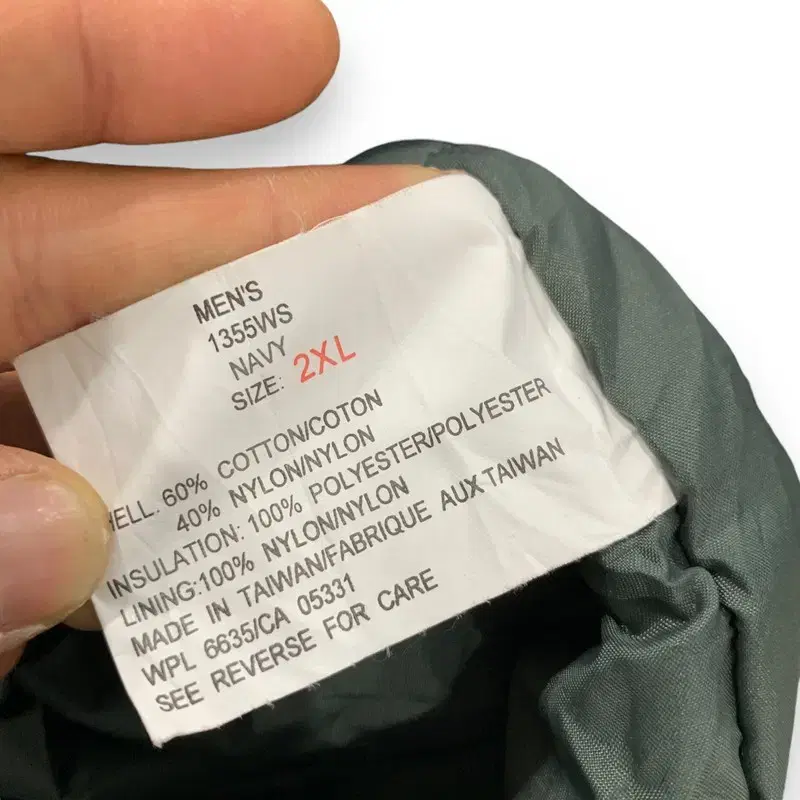 MEN'S
1355WS
NAVY
SIZE: 2XL
HELL. 60% COTTON/COTON
40% NYLON/NYLON
INSULATION: 100% POLYESTER/POLYESTER
LINING:100% NYLON/NYLON
MADE IN TAIWAN/FABRIQUE AUX TAIWAN
WPL 6635/CA 05331
SEE REVERSE FOR CARE